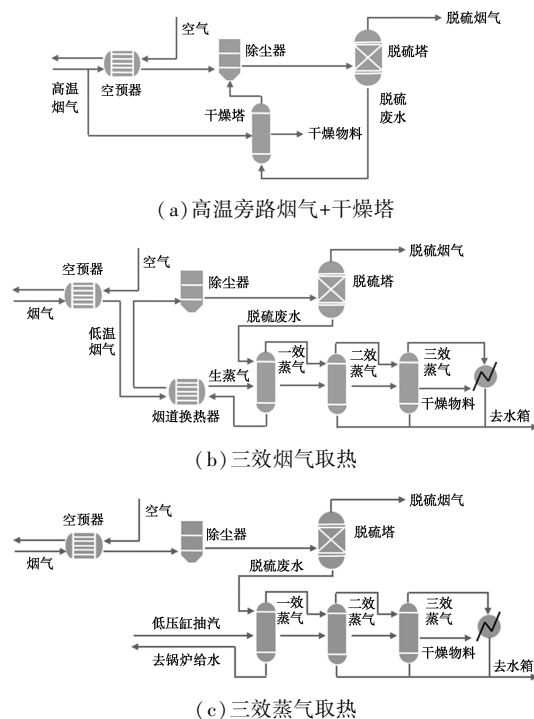 空气
脱硫烟气
除尘器
脱硫塔
高温
烟气
空预器
干燥塔
脱硫
废水
干燥物料
(a)高温旁路烟气+干燥塔
空预器
空气
脱硫烟气
除尘器
脱硫塔
烟气
低温
烟气
脱硫废水
一效
蒸气
二效
蒸气
三效
蒸气
生蒸气
烟道换热器
干燥物料
去水箱
(b)三效烟气取热
空预器
空气
脱硫烟气
除尘器
脱硫塔
烟气
脱硫废水
一效
蒸气
二效
蒸气
三效
蒸气
低压缸抽汽
去锅炉给水
干燥物料
去水箱
(c)三效蒸气取热